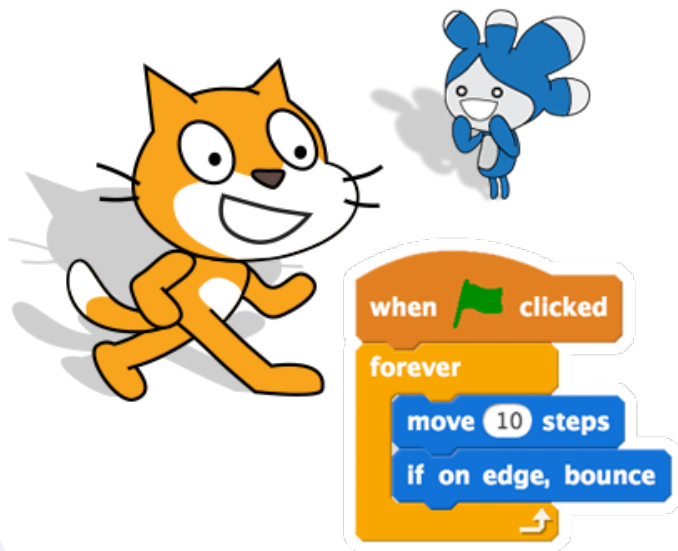 when clicked
forever
move 10 steps
if on edge, bounce